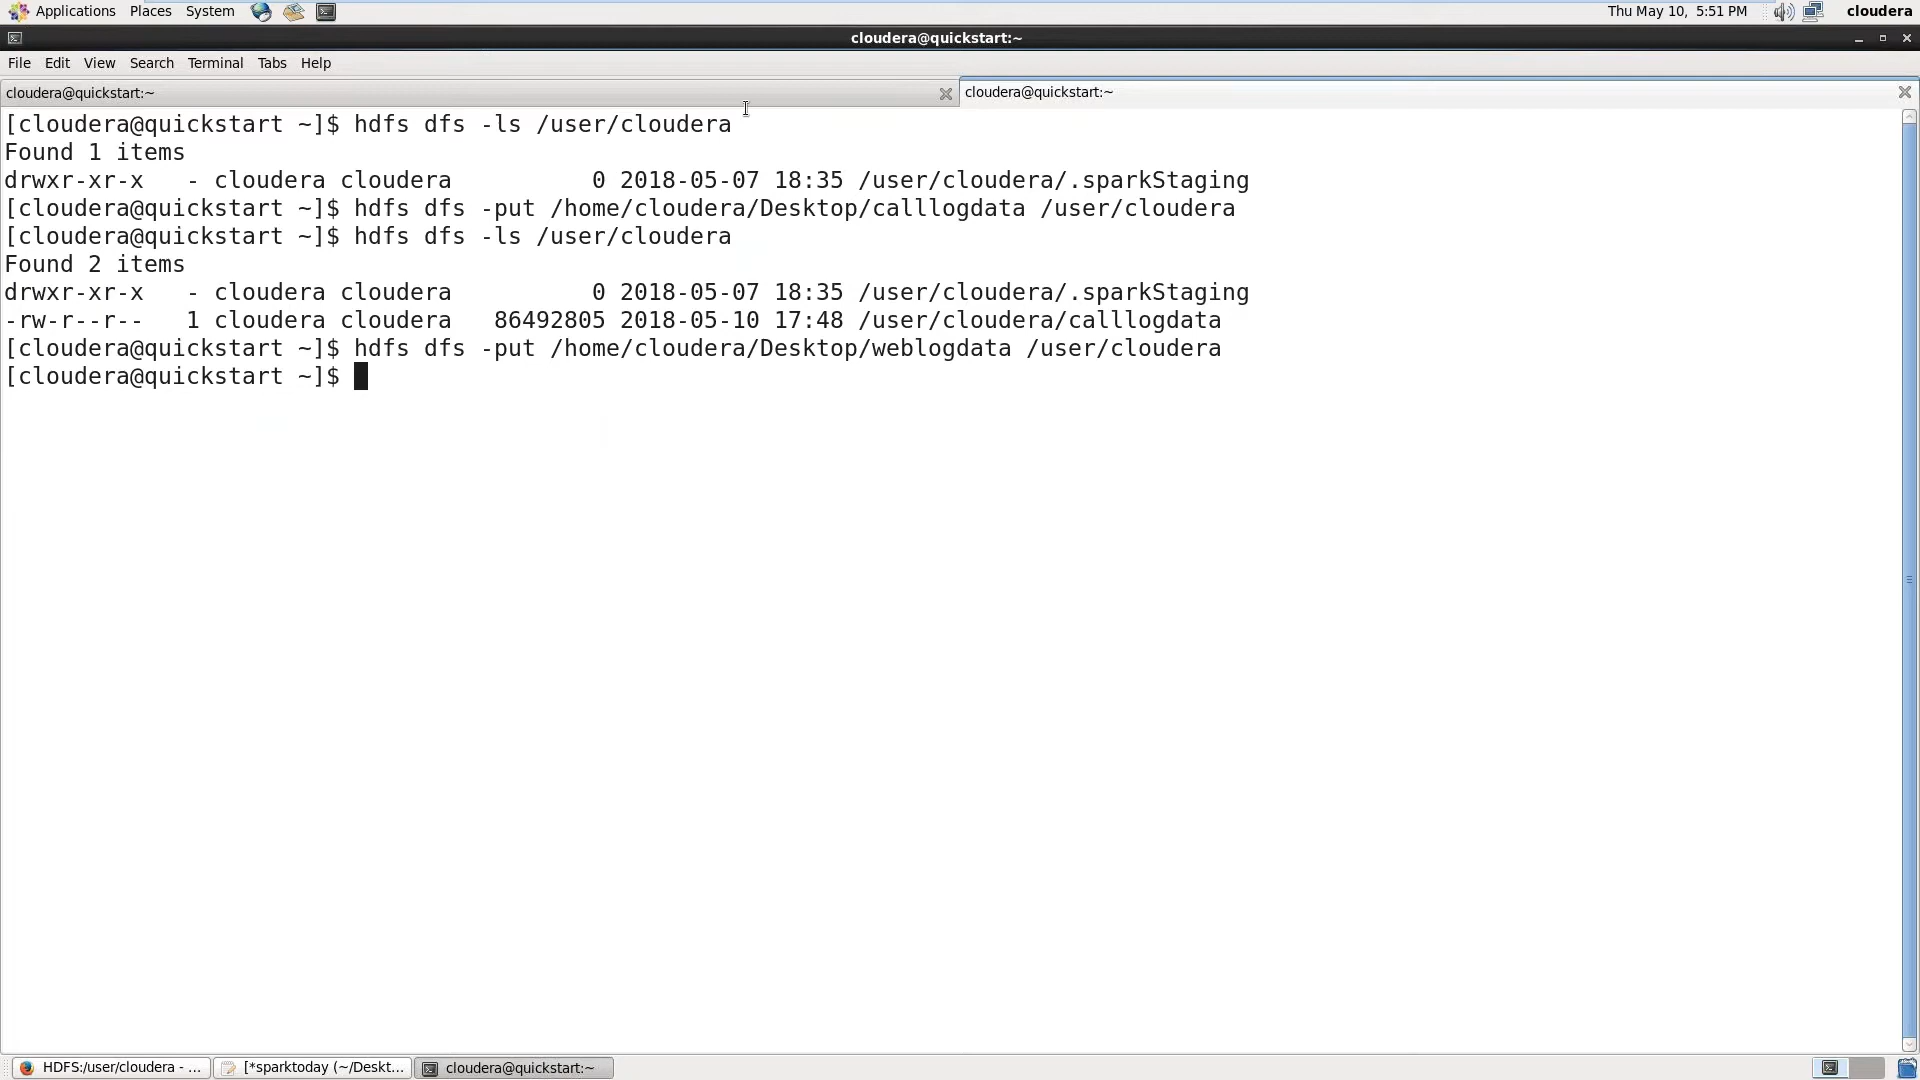 Applications Places System Thu May 10, 5:51 PM cloudera
cloudera@quickstart:~
File Edit View Search Terminal Tabs Help
cloudera@quickstart:~ cloudera@quickstart:~
[cloudera@quickstart ~]$ hdfs dfs -ls /user/cloudera
Found 1 items
drwxr-xr-x   - cloudera cloudera          0 2018-05-07 18:35 /user/cloudera/.sparkStaging
[cloudera@quickstart ~]$ hdfs dfs -put /home/cloudera/Desktop/calllogdata /user/cloudera
[cloudera@quickstart ~]$ hdfs dfs -ls /user/cloudera
Found 2 items
drwxr-xr-x   - cloudera cloudera          0 2018-05-07 18:35 /user/cloudera/.sparkStaging
-rw-r--r--   1 cloudera cloudera   86492805 2018-05-10 17:48 /user/cloudera/calllogdata
[cloudera@quickstart ~]$ hdfs dfs -put /home/cloudera/Desktop/weblogdata /user/cloudera
[cloudera@quickstart ~]$
HDFS:/user/cloudera - ... [*sparktoday (~/Deskt... cloudera@quickstart:~